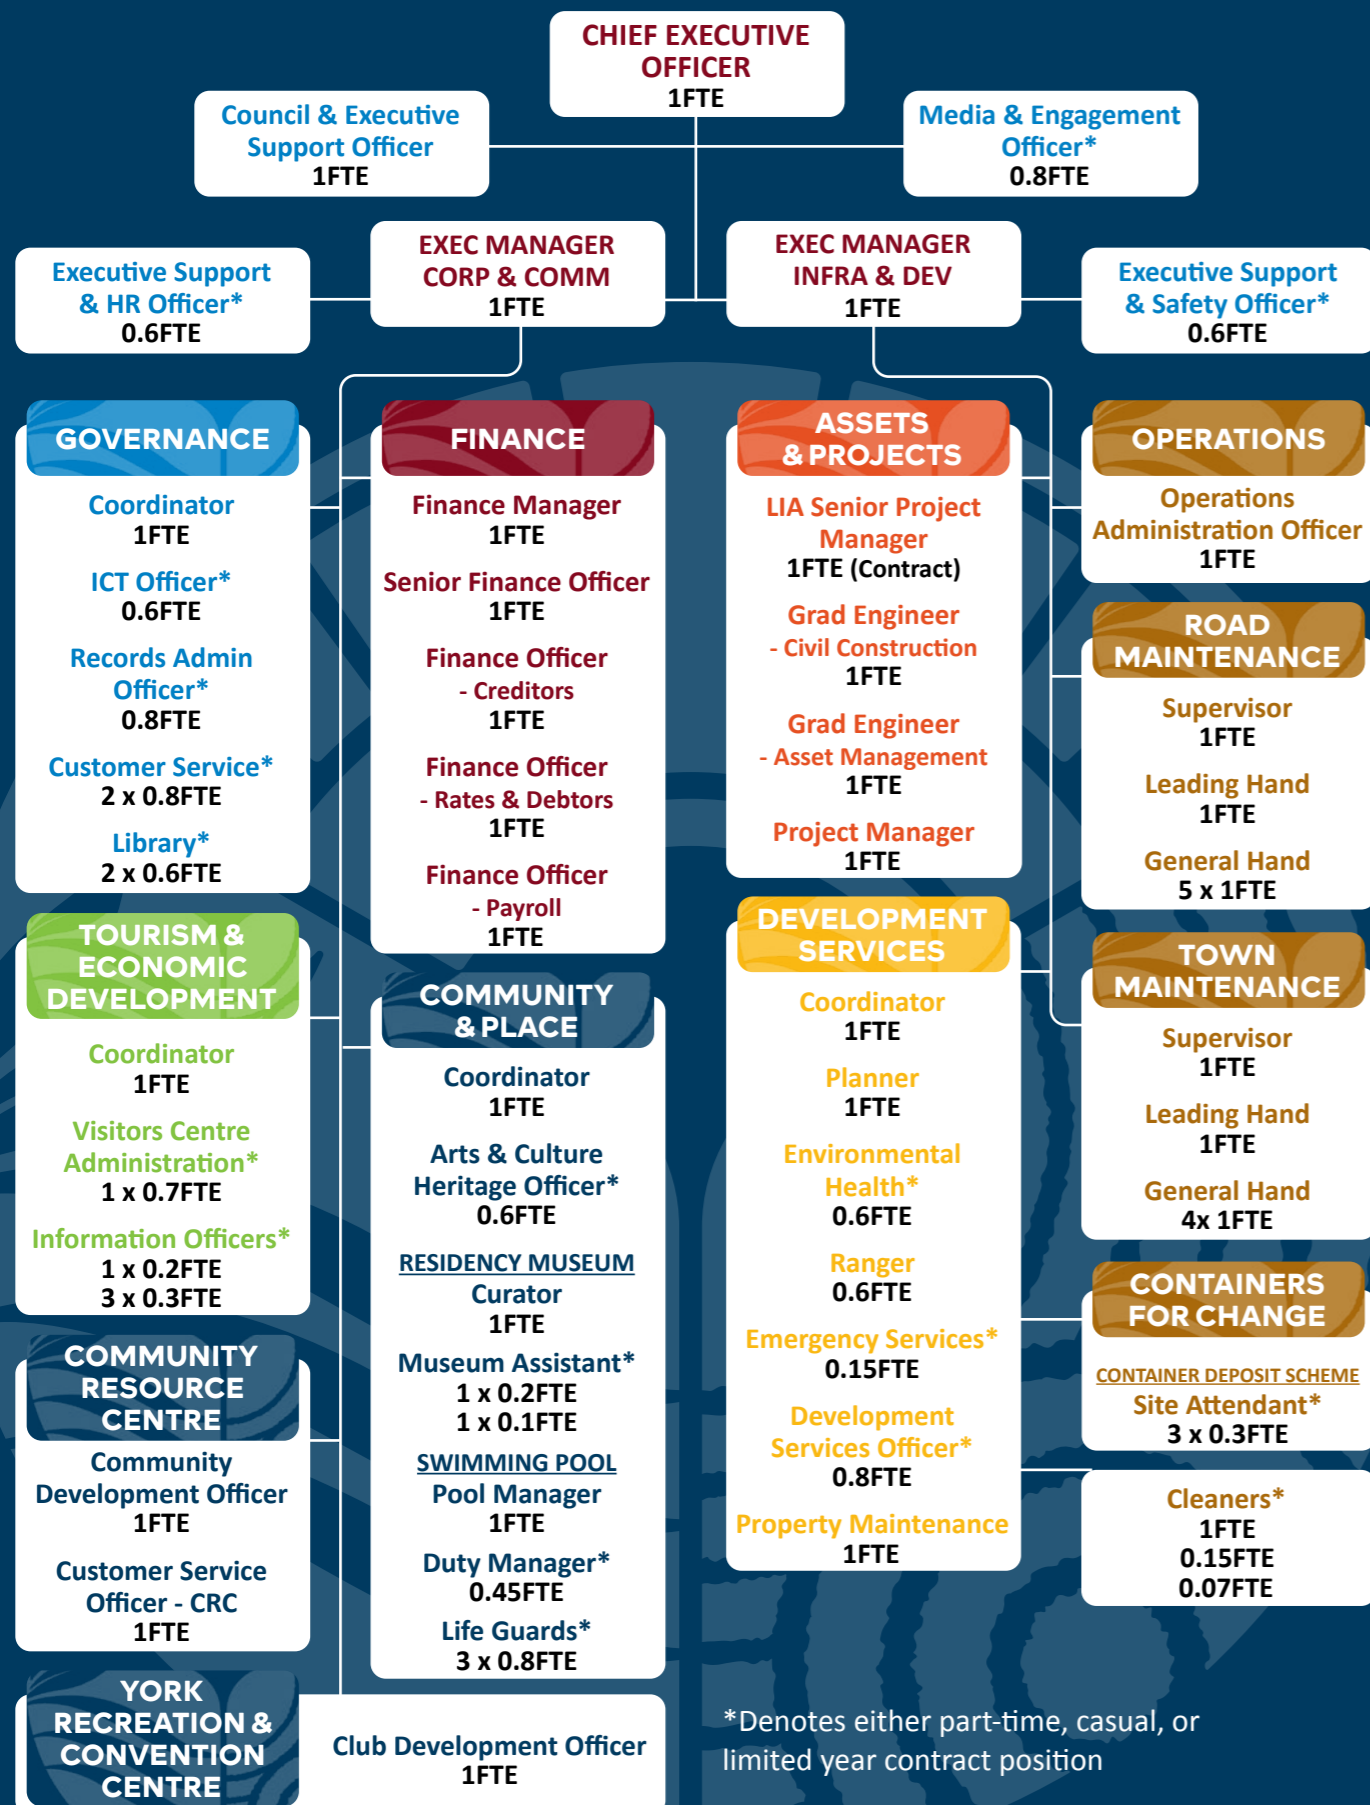 CHIEF EXECUTIVE
OFFICER
1FTE
Council & Executive
Support Officer
1FTE
Media & Engagement
Officer*
0.8FTE
Executive Support
& HR Officer*
0.6FTE
EXEC MANAGER
CORP & COMM
1FTE
EXEC MANAGER
INFRA & DEV
1FTE
Executive Support
& Safety Officer*
0.6FTE
GOVERNANCE
Coordinator
1FTE
ICT Officer*
0.6FTE
Records Admin
Officer*
0.8FTE
Customer Service*
2 x 0.8FTE
Library*
2 x 0.6FTE
TOURISM &
ECONOMIC
DEVELOPMENT
Coordinator
1FTE
Visitors Centre
Administration*
1 x 0.7FTE
Information Officers*
1 x 0.2FTE
3 x 0.3FTE
COMMUNITY
RESOURCE
CENTRE
Community
Development Officer
1FTE
Customer Service
Officer - CRC
1FTE
YORK
RECREATION &
CONVENTION
CENTRE
Club Development Officer
1FTE
FINANCE
Finance Manager
1FTE
Senior Finance Officer
1FTE
Finance Officer
- Creditors
1FTE
Finance Officer
- Rates & Debtors
1FTE
Finance Officer
- Payroll
1FTE
COMMUNITY
& PLACE
Coordinator
1FTE
Arts & Culture
Heritage Officer*
0.6FTE
RESIDENCY MUSEUM
Curator
1FTE
Museum Assistant*
1 x 0.2FTE
1 x 0.1FTE
SWIMMING POOL
Pool Manager
1FTE
Duty Manager*
0.45FTE
Life Guards*
3 x 0.8FTE
ASSETS
& PROJECTS
LIA Senior Project
Manager
1FTE (Contract)
Grad Engineer
- Civil Construction
1FTE
Grad Engineer
- Asset Management
1FTE
Project Manager
1FTE
DEVELOPMENT
SERVICES
Coordinator
1FTE
Planner
1FTE
Environmental
Health*
0.6FTE
Ranger
0.6FTE
Emergency Services*
0.15FTE
Development
Services Officer*
0.8FTE
Property Maintenance
1FTE
OPERATIONS
Operations
Administration Officer
1FTE
ROAD
MAINTENANCE
Supervisor
1FTE
Leading Hand
1FTE
General Hand
5 x 1FTE
TOWN
MAINTENANCE
Supervisor
1FTE
Leading Hand
1FTE
General Hand
4x 1FTE
CONTAINERS
FOR CHANGE
CONTAINER DEPOSIT SCHEME
Site Attendant*
3 x 0.3FTE
Cleaners*
1FTE
0.15FTE
0.07FTE
*Denotes either part-time, casual, or
limited year contract position